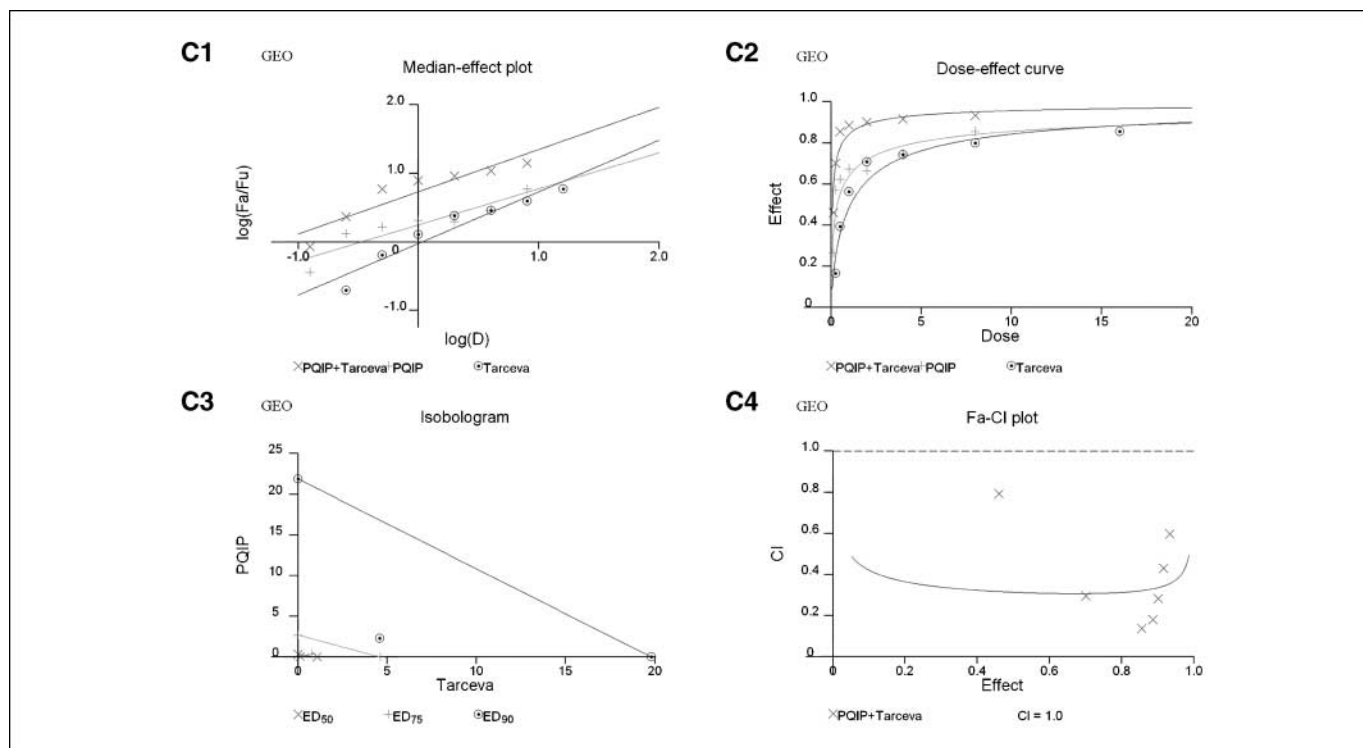 C1
GEO
Median-effect plot
2.0
1.0
-1.0
0
1.0
2.0
-1.0
log(Fa/Fu)
log(D)
×PQIP+Tarceva +PQIP ⊙Tarceva
C2
GEO
Dose-effect curve
1.0
0.8
0.6
0.4
0.2
0
0 5 10 15 20
Effect
Dose
×PQIP+Tarceva +PQIP ⊙Tarceva
C3
GEO
Isobologram
25
22
20
15
10
5
0
0 5 10 15 20
PQIP
Tarceva
×ED50 +ED75 ⊙ED90
C4
GEO
Fa-CI plot
1.0
0.8
0.6
0.4
0.2
0
0 0.2 0.4 0.6 0.8 1.0
CI
Effect
×PQIP+Tarceva CI = 1.0